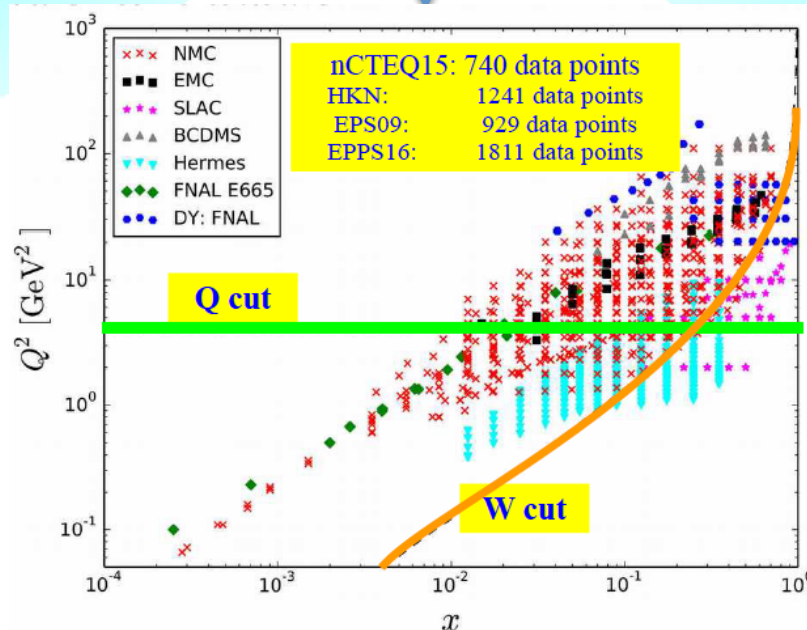 nCTEQ15: 740 data points
HKN: 1241 data points
EPS09: 929 data points
EPPS16: 1811 data points
NMC
EMC
SLAC
BCDMS
Hermes
FNAL E665
DY: FNAL
Q cut
W cut
Q² [GeV²]
10³
10²
10¹
10⁰
10⁻¹
10⁻⁴
10⁻³
10⁻²
10⁻¹
10⁰
x